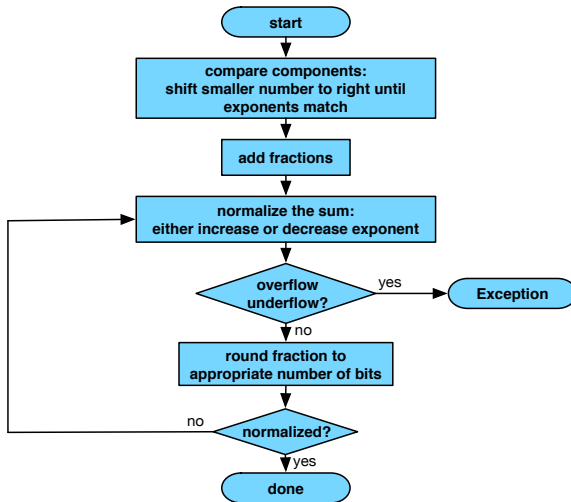 start
compare components:
shift smaller number to right until
exponents match
add fractions
normalize the sum:
either increase or decrease exponent
overflow
underflow?
yes
Exception
no
round fraction to
appropriate number of bits
no
normalized?
yes
done